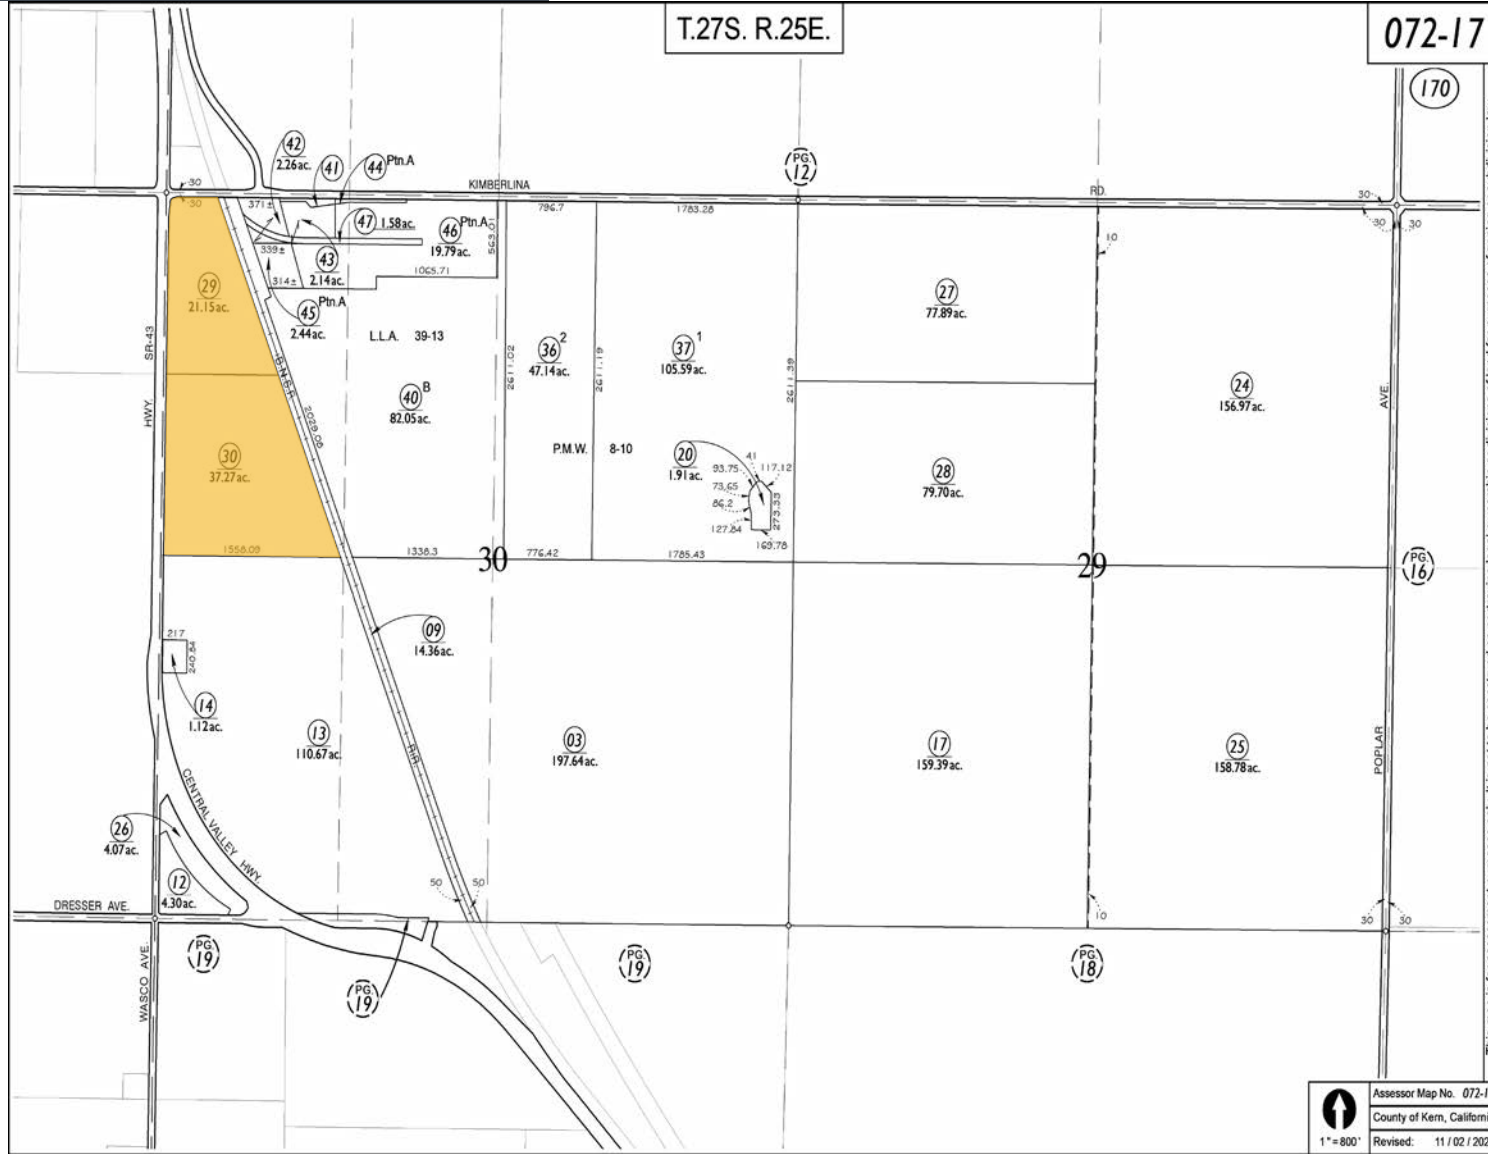 T.27S. R.25E.
072-17
170
42
2.26ac.
41
44 Ptn.A
PG. 12
30
30
371±
KIMBERLINA
RD.
30
30
30
47 1.58ac.
46 Ptn.A
19.79ac.
563.01
796.7
1783.28
10
339±
43
2.14ac.
1065.71
314±
29
21.15ac.
45 Ptn.A
2.44ac.
27
77.89ac.
HWY.
SR-43
L.L.A. 39-13
B.N.S.F.
2029.08
40 B
82.05ac.
2611.02
36 2
47.14ac.
2611.19
37 1
105.59ac.
2611.39
24
156.97ac.
AVE.
30
37.27ac.
P.M.W. 8-10
20
1.91ac.
41
93.75
117.12
73.65
86.2
273.33
127.84
169.78
28
79.70ac.
1558.09
1338.3
30
776.42
1785.43
29
PG. 16
217
240.84
09
14.36ac.
14
1.12ac.
13
110.67ac.
R.R.
03
197.64ac.
17
159.39ac.
25
158.78ac.
POPLAR
CENTRAL VALLEY HWY.
26
4.07ac.
12
4.30ac.
50
50
DRESSER AVE.
10
30
30
WASCO AVE.
PG. 19
PG. 19
PG. 19
PG. 18
1"=800'
Assessor Map No. 072-1
County of Kern, Californi
Revised: 11 / 02 / 202